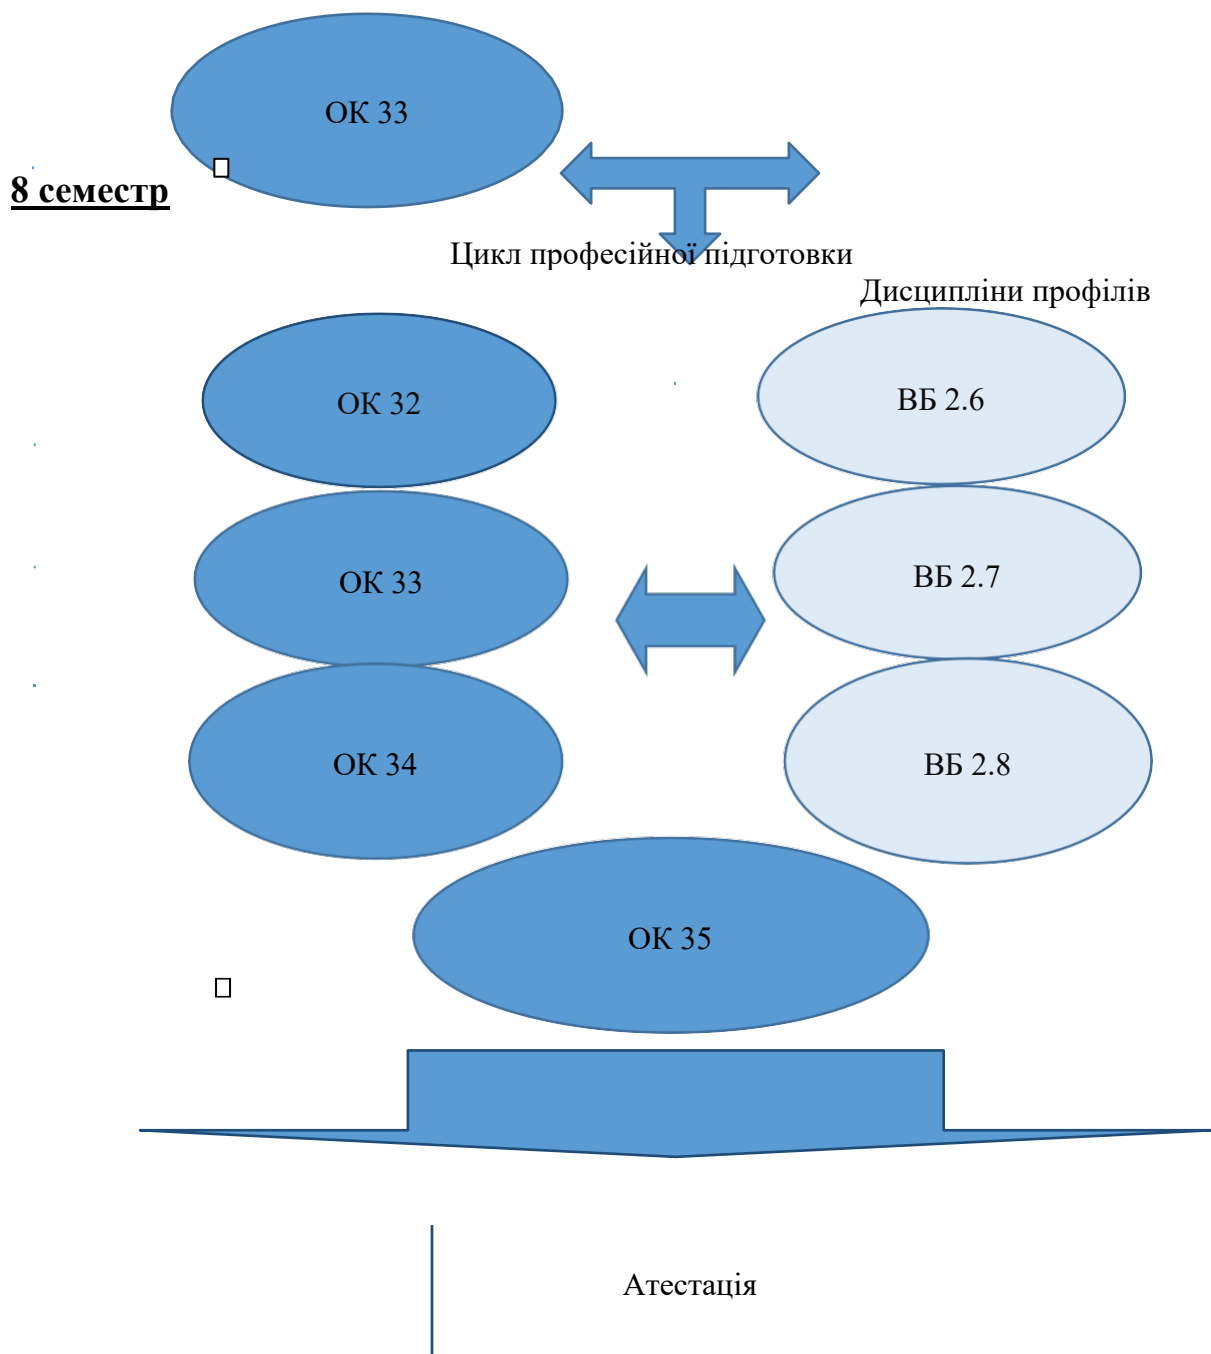 ОК 33
8 семестр
Цикл професійної підготовки
Дисципліни профілів
ОК 32
ВБ 2.6
ОК 33
ВБ 2.7
ОК 34
ВБ 2.8
ОК 35
Атестація